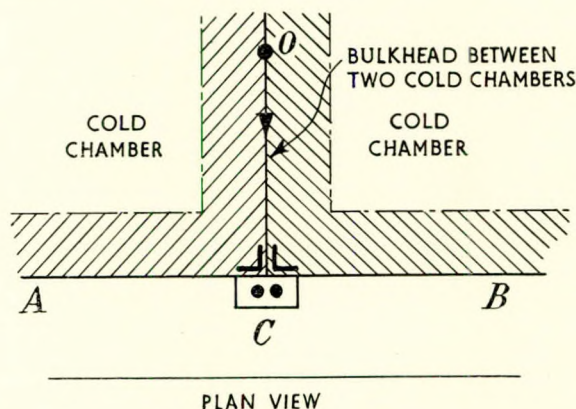 O
BULKHEAD BETWEEN
TWO COLD CHAMBERS
COLD
CHAMBER
COLD
CHAMBER
A
B
C
PLAN VIEW